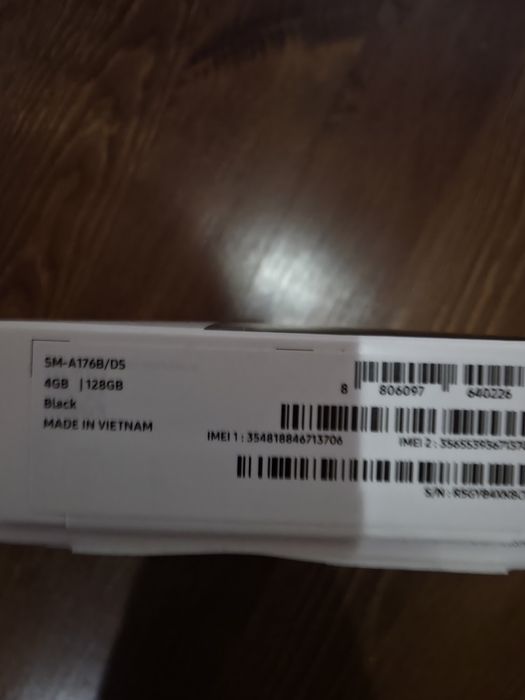 SM-A176B/DS
4GB | 128GB
Black
MADE IN VIETNAM
8 806097 640226
IMEI 1 : 354818846713706
IMEI 2 :
S/N :